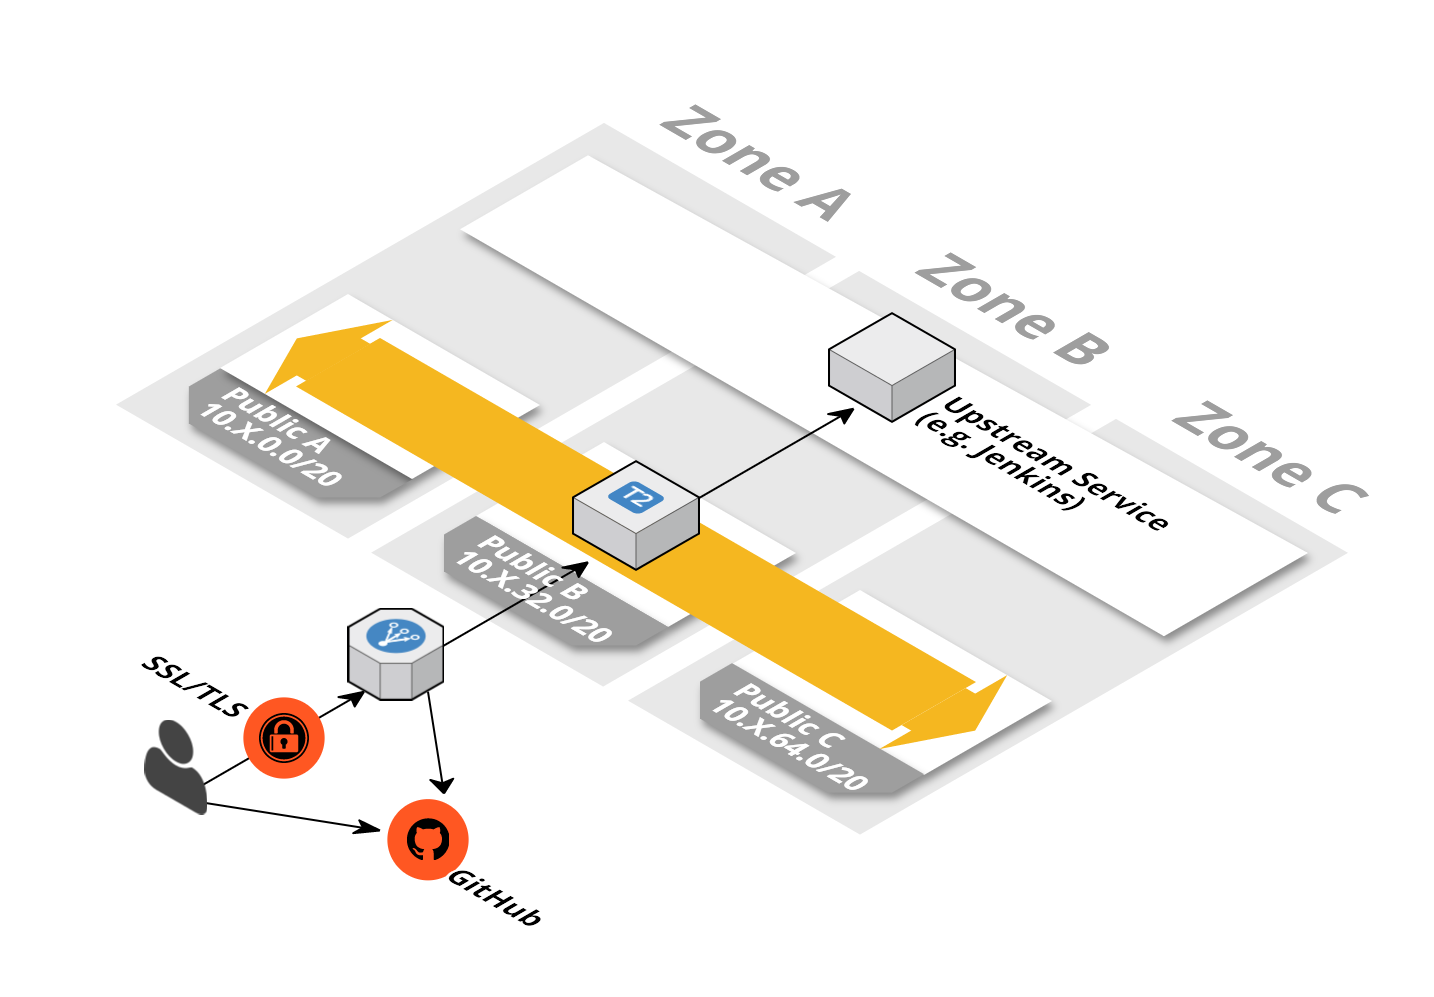 Zone A
Zone B
Zone C
Upstream Service
(e.g. Jenkins)
Public A
10.X.0.0/20
T2
Public B
10.X.32.0/20
Public C
10.X.64.0/20
SSL/TLS
GitHub